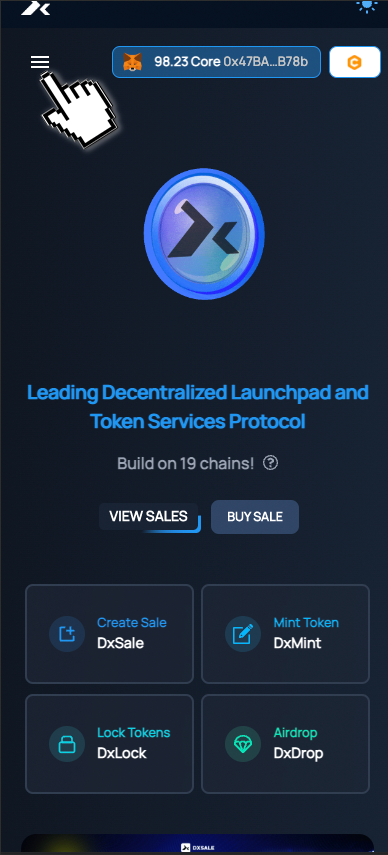 98.23 Core 0x47BA...B78b
Leading Decentralized Launchpad and
Token Services Protocol
Build on 19 chains! ?
VIEW SALES
BUY SALE
Create Sale
DxSale
Mint Token
DxMint
Lock Tokens
DxLock
Airdrop
DxDrop
DXSALE